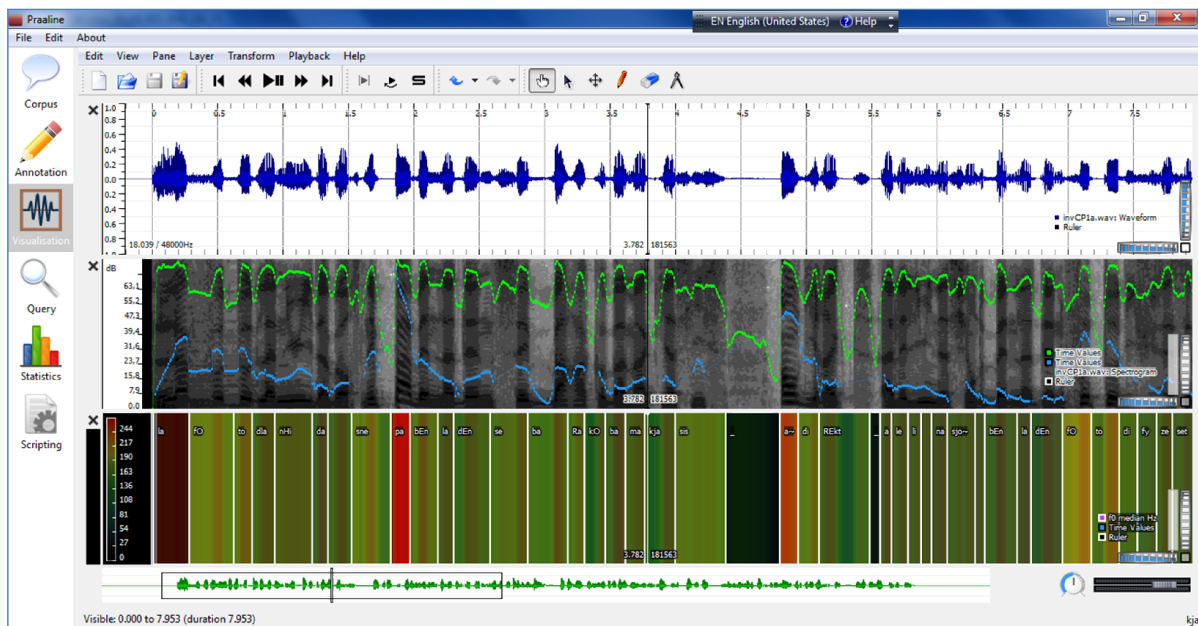 Praaline
EN English (United States) ? Help
File Edit About
Corpus
Annotation
Visualisation
Query
Statistics
Scripting
Edit View Pane Layer Transform Playback Help
1.0
0.8
0.6
0.4
0.2
0.0
0.2
0.4
0.6
0.8
1.0
0 0.5 1 1.5 2 2.5 3 3.5 4 4.5 5 5.5 6 6.5 7 7.5
invCP1a.wav: Waveform
Ruler
18.039 / 48000Hz 3.782 181563
dB
63.1
55.2
47.3
39.4
31.5
23.7
15.8
7.9
0.0
Time Values
Time Values
invCP1a.wav: Spectrogram
Ruler
3.782 181563
244
217
190
163
136
108
81
54
27
0
la fO to dla nHi da sne pa bEn la dEn se ba Ra kO ba ma kja sis _ a~ di REkt _ a le li na sjo~ bEn la dEn fO to di fy ze set
f0 median Hz
Time Values
Ruler
3.782 181563
Visible: 0.000 to 7.953 (duration 7.953)
kja